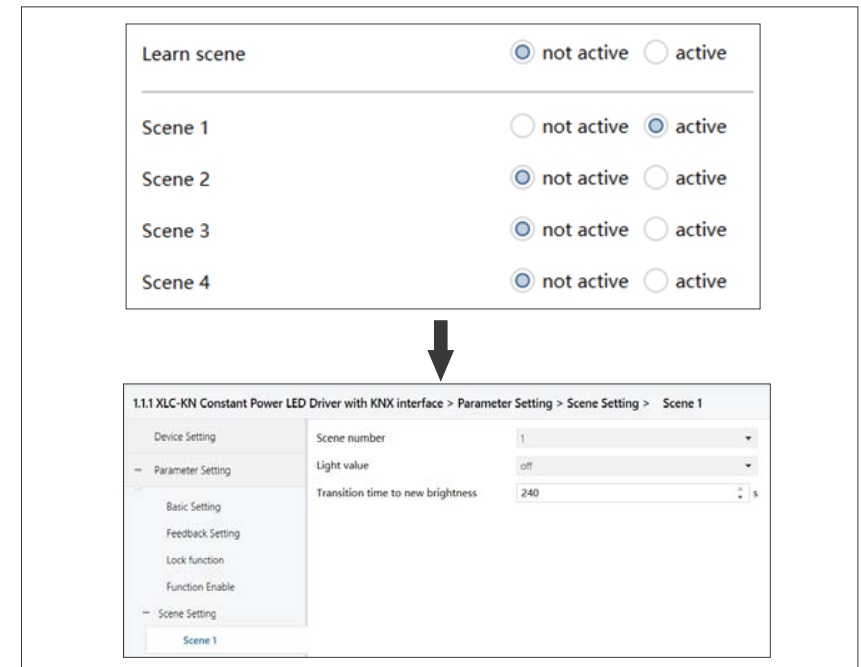 Learn scene not active active
Scene 1 not active active
Scene 2 not active active
Scene 3 not active active
Scene 4 not active active
1.1.1 XLC-KN Constant Power LED Driver with KNX interface > Parameter Setting > Scene Setting > Scene 1
Device Setting Scene number 1
Parameter Setting Light value off
Transition time to new brightness 240 s
Basic Setting
Feedback Setting
Lock function
Function Enable
Scene Setting
Scene 1